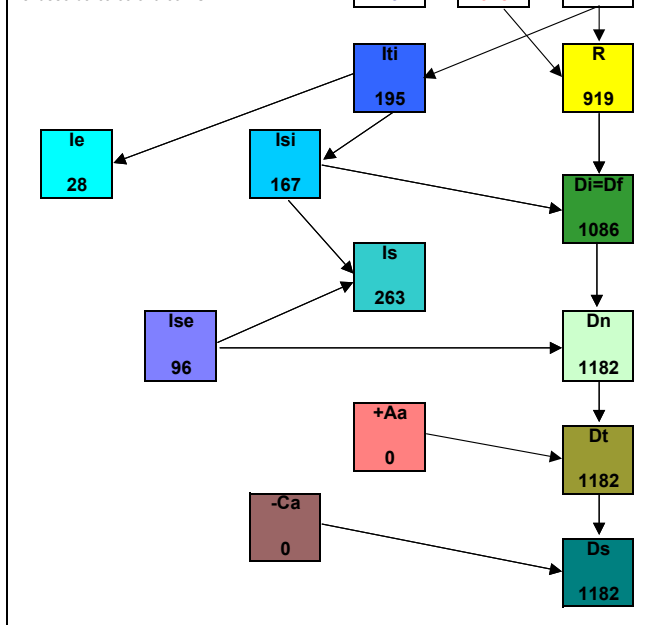 Iti
195
R
919
Ie
28
Isi
167
Di=Df
1086
Is
263
Ise
96
Dn
1182
+Aa
0
Dt
1182
-Ca
0
Ds
1182